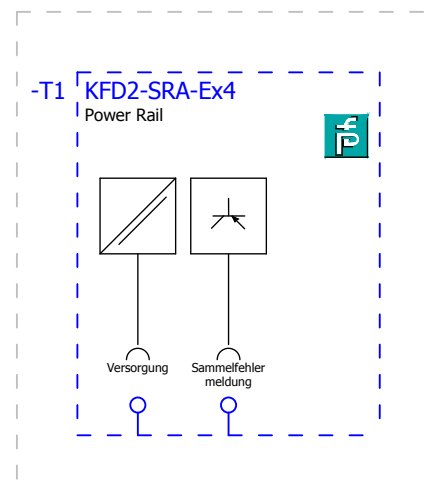 -T1 KFD2-SRA-Ex4
Power Rail
Versorgung
Sammelfehler
meldung